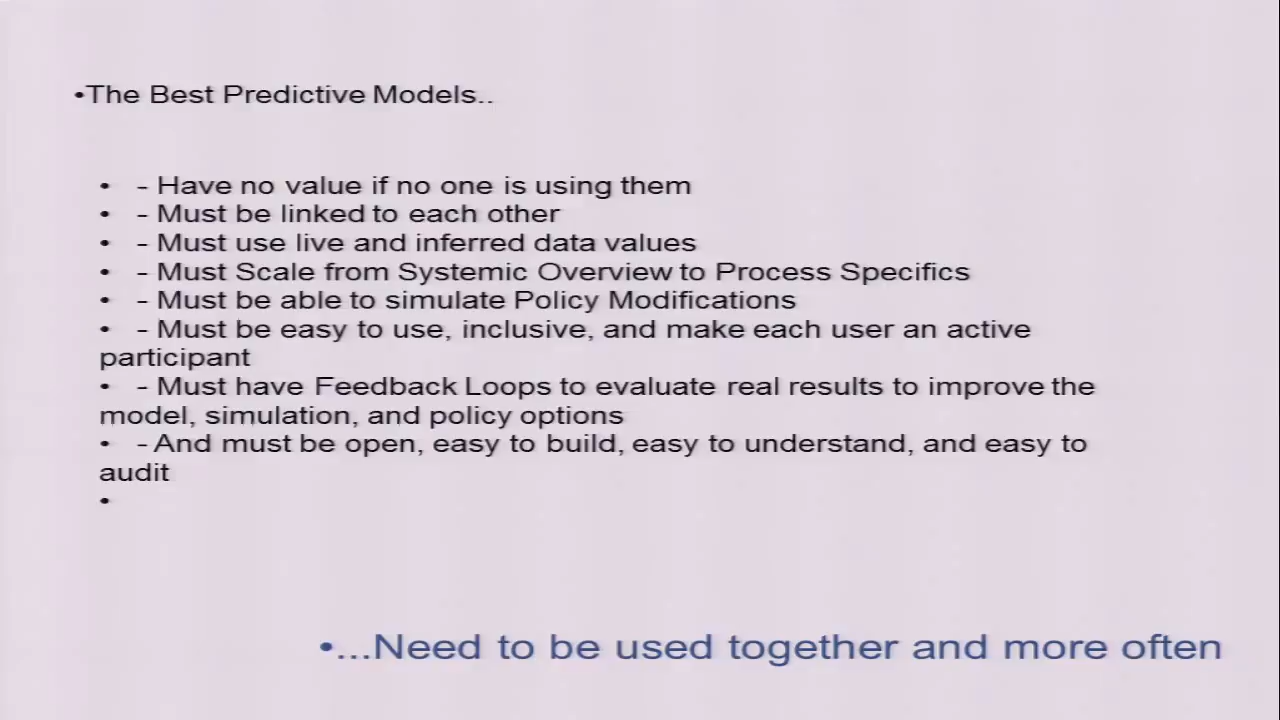 •The Best Predictive Models..
• - Have no value if no one is using them
• - Must be linked to each other
• - Must use live and inferred data values
• - Must Scale from Systemic Overview to Process Specifics
• - Must be able to simulate Policy Modifications
• - Must be easy to use, inclusive, and make each user an active
participant
• - Must have Feedback Loops to evaluate real results to improve the
model, simulation, and policy options
• - And must be open, easy to build, easy to understand, and easy to
audit
•
•...Need to be used together and more often